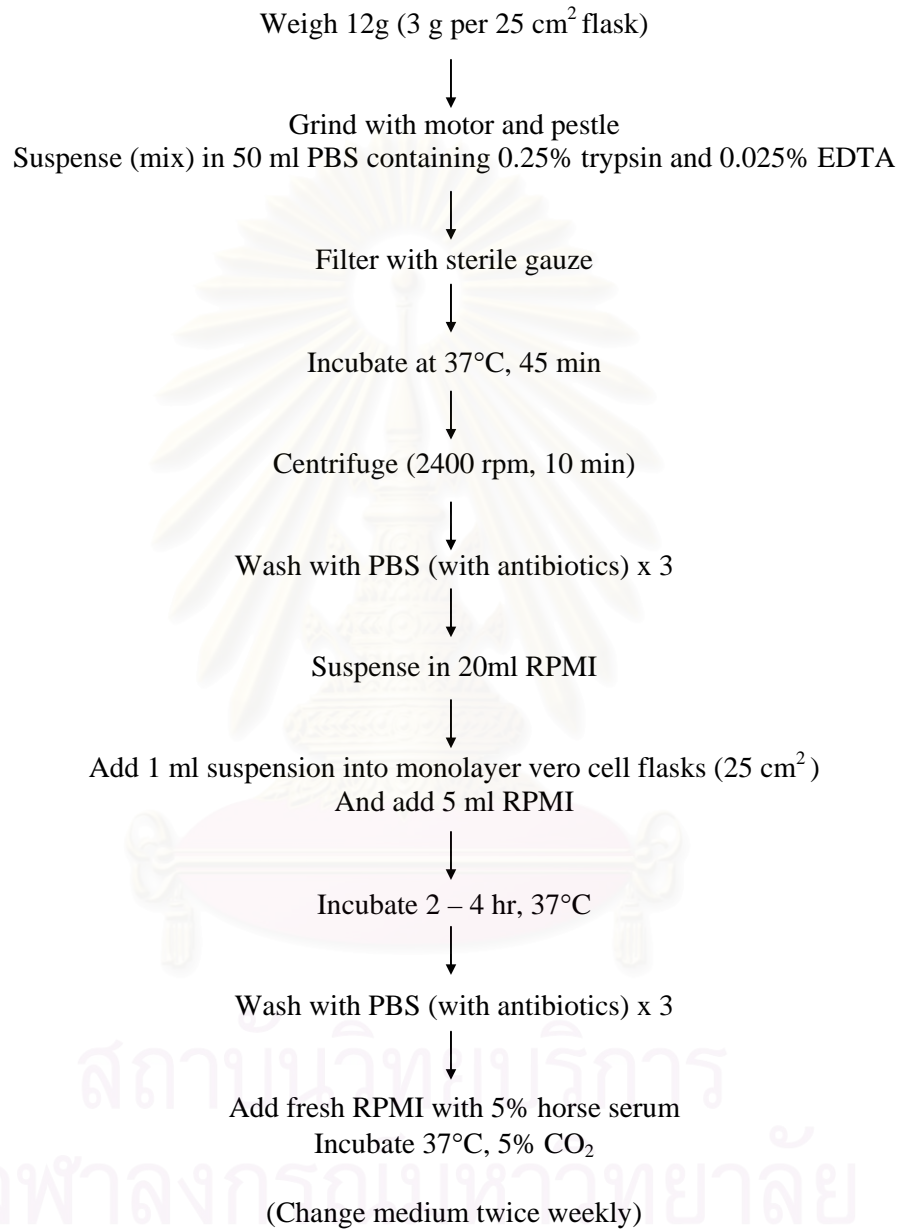 Weigh 12g (3 g per 25 cm² flask)
Grind with motor and pestle
Suspense (mix) in 50 ml PBS containing 0.25% trypsin and 0.025% EDTA
Filter with sterile gauze
Incubate at 37°C, 45 min
Centrifuge (2400 rpm, 10 min)
Wash with PBS (with antibiotics) x 3
Suspense in 20ml RPMI
Add 1 ml suspension into monolayer vero cell flasks (25 cm² )
And add 5 ml RPMI
Incubate 2 – 4 hr, 37°C
Wash with PBS (with antibiotics) x 3
สถาบันวิทยบริการ
Add fresh RPMI with 5% horse serum
Incubate 37°C, 5% CO₂
จุฬาลงกรณ์มหาวิทยาลัย
(Change medium twice weekly)